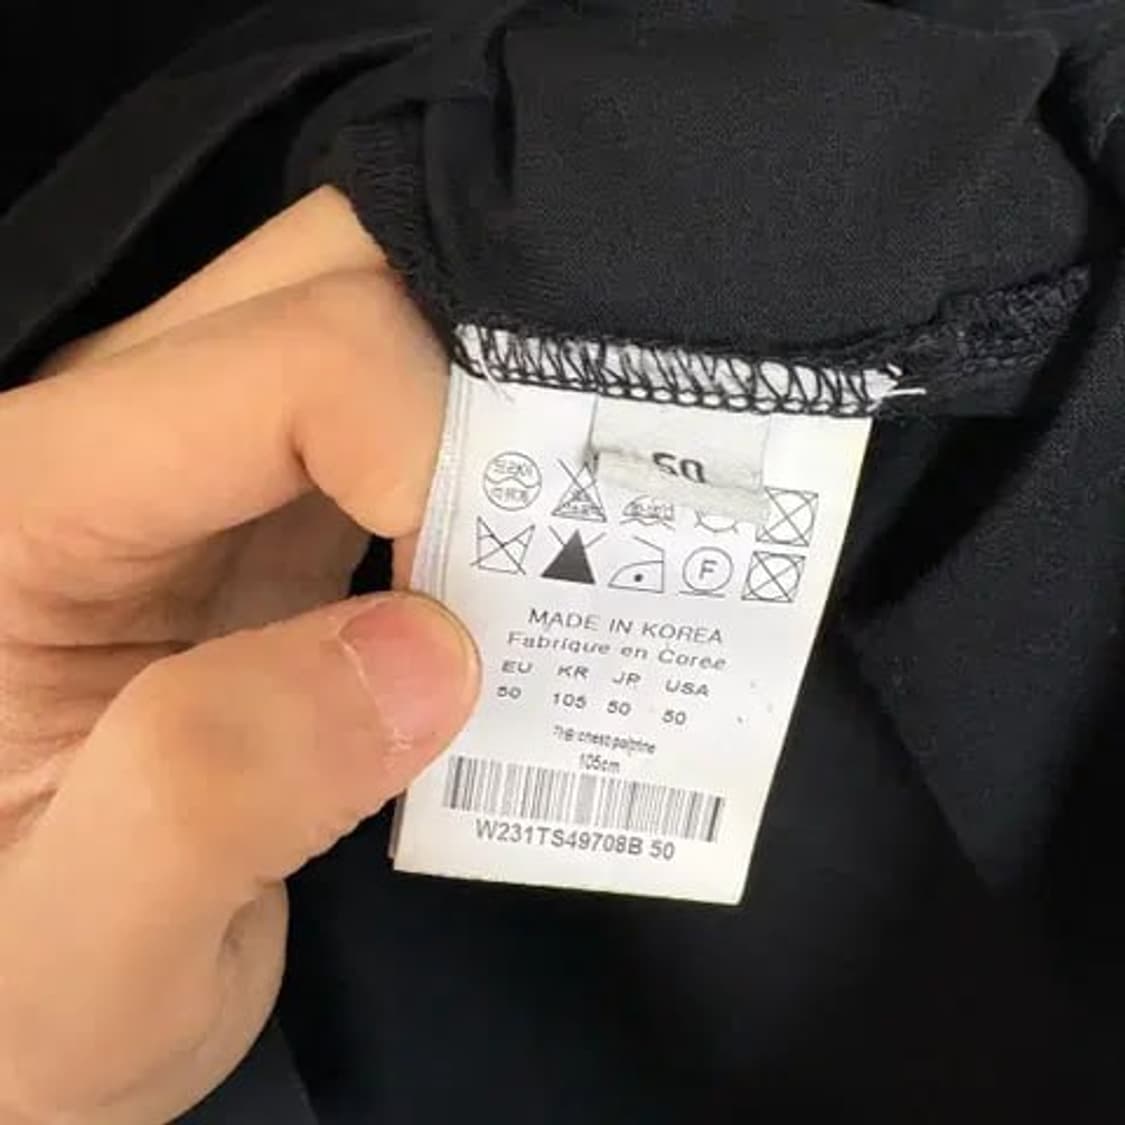 50
F
MADE IN KOREA
Fabrique en Coree
EU KR JP USA
50 105 50 50
105cm
W231TS49708B 50